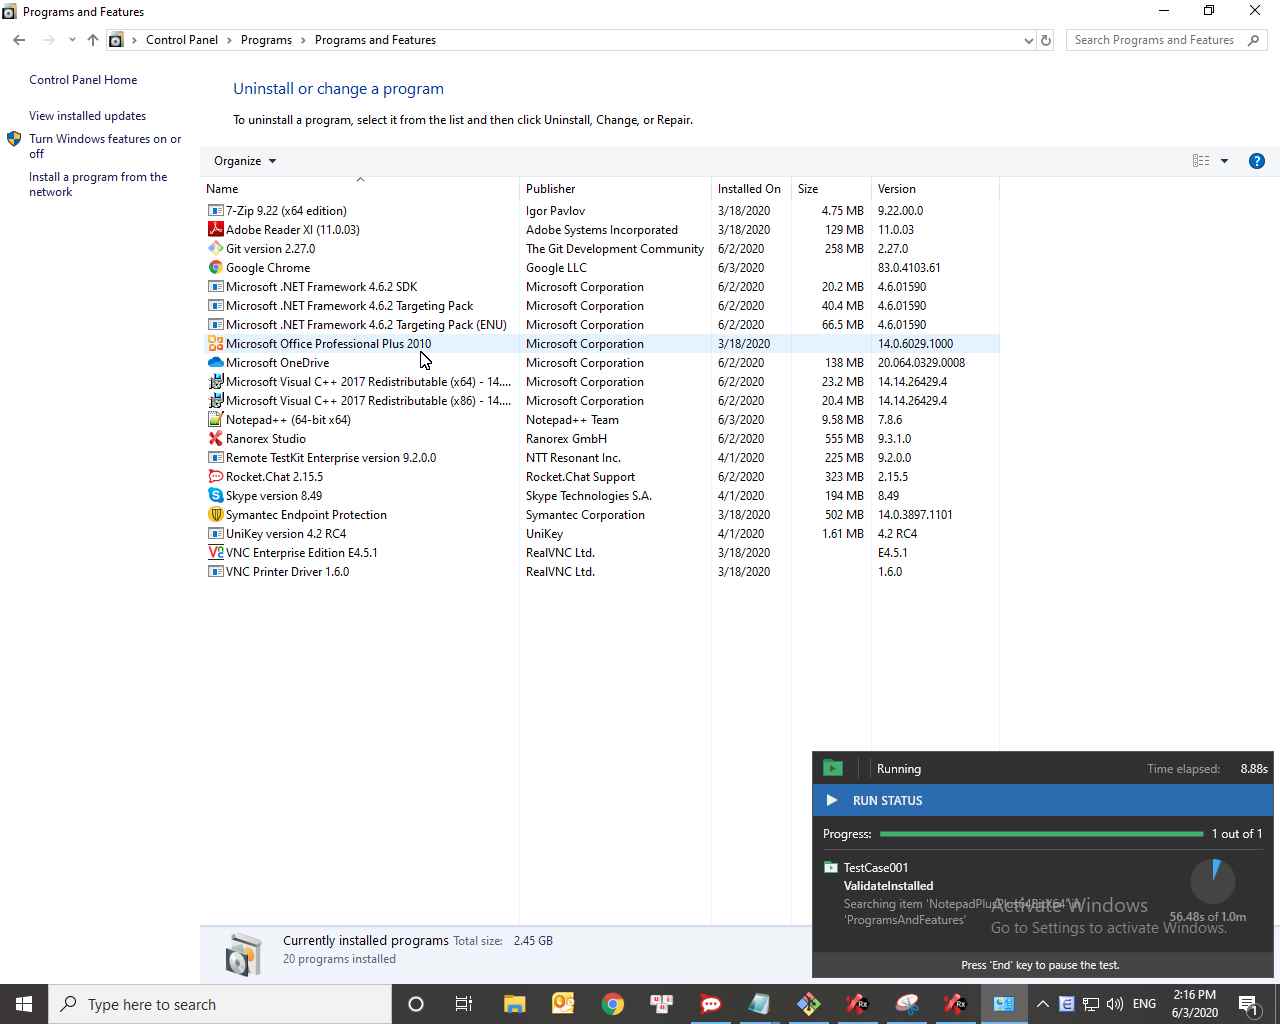 Programs and Features
Control Panel > Programs > Programs and Features
Search Programs and Features
Control Panel Home
View installed updates
Turn Windows features on or
off
Install a program from the
network
Uninstall or change a program
To uninstall a program, select it from the list and then click Uninstall, Change, or Repair.
Organize
Name Publisher Installed On Size Version
7-Zip 9.22 (x64 edition) Igor Pavlov 3/18/2020 4.75 MB 9.22.00.0
Adobe Reader XI (11.0.03) Adobe Systems Incorporated 3/18/2020 129 MB 11.0.03
Git version 2.27.0 The Git Development Community 6/2/2020 258 MB 2.27.0
Google Chrome Google LLC 6/3/2020 83.0.4103.61
Microsoft .NET Framework 4.6.2 SDK Microsoft Corporation 6/2/2020 20.2 MB 4.6.01590
Microsoft .NET Framework 4.6.2 Targeting Pack Microsoft Corporation 6/2/2020 40.4 MB 4.6.01590
Microsoft .NET Framework 4.6.2 Targeting Pack (ENU) Microsoft Corporation 6/2/2020 66.5 MB 4.6.01590
Microsoft Office Professional Plus 2010 Microsoft Corporation 3/18/2020 14.0.6029.1000
Microsoft OneDrive Microsoft Corporation 6/2/2020 138 MB 20.064.0329.0008
Microsoft Visual C++ 2017 Redistributable (x64) - 14.... Microsoft Corporation 6/2/2020 23.2 MB 14.14.26429.4
Microsoft Visual C++ 2017 Redistributable (x86) - 14.... Microsoft Corporation 6/2/2020 20.4 MB 14.14.26429.4
Notepad++ (64-bit x64) Notepad++ Team 6/3/2020 9.58 MB 7.8.6
Ranorex Studio Ranorex GmbH 6/2/2020 555 MB 9.3.1.0
Remote TestKit Enterprise version 9.2.0.0 NTT Resonant Inc. 4/1/2020 225 MB 9.2.0.0
Rocket.Chat 2.15.5 Rocket.Chat Support 6/2/2020 323 MB 2.15.5
Skype version 8.49 Skype Technologies S.A. 4/1/2020 194 MB 8.49
Symantec Endpoint Protection Symantec Corporation 3/18/2020 502 MB 14.0.3897.1101
UniKey version 4.2 RC4 UniKey 4/1/2020 1.61 MB 4.2 RC4
VNC Enterprise Edition E4.5.1 RealVNC Ltd. 3/18/2020 E4.5.1
VNC Printer Driver 1.6.0 RealVNC Ltd. 3/18/2020 1.6.0
Running Time elapsed: 8.88s
RUN STATUS
Progress: 1 out of 1
TestCase001
ValidateInstalled
Searching item
'ProgramsAndFeatures'
56.48s of 1.0m
Activate Windows
Go to Settings to activate Windows.
Press 'End' key to pause the test.
Currently installed programs Total size: 2.45 GB
20 programs installed
Type here to search
ENG
2:16 PM
6/3/2020
1